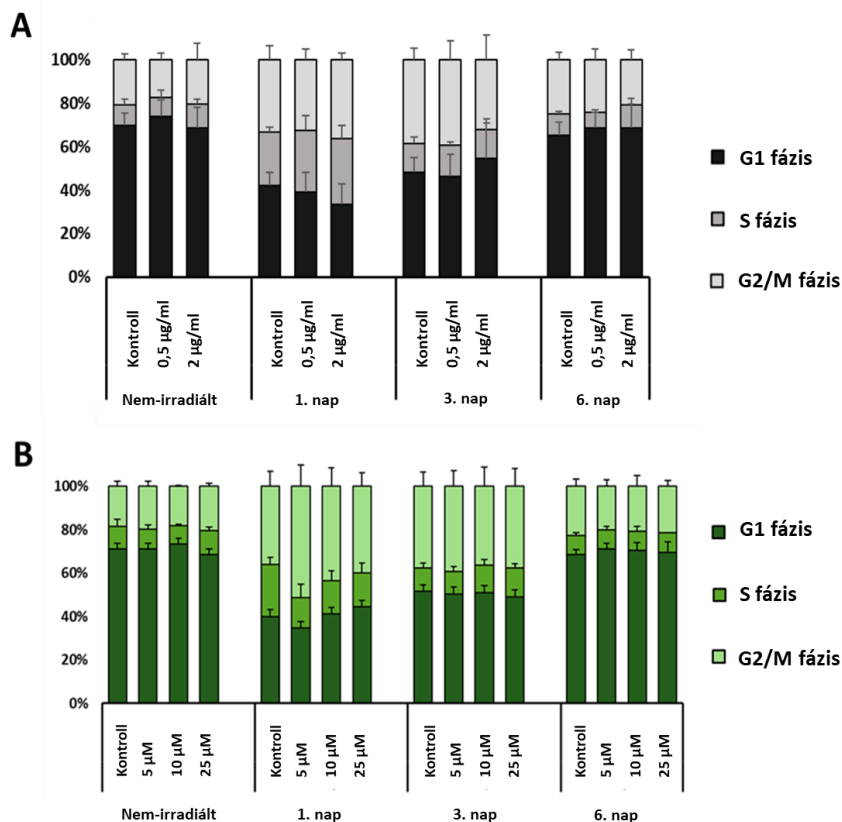 A
100%
80%
60%
40%
20%
0%
Kontroll
0,5 µg/ml
2 µg/ml
Kontroll
0,5 µg/ml
2 µg/ml
Kontroll
0,5 µg/ml
2 µg/ml
Kontroll
0,5 µg/ml
2 µg/ml
Nem-irradiált
1. nap
3. nap
6. nap
G1 fázis
S fázis
G2/M fázis
B
100%
80%
60%
40%
20%
0%
Kontroll
5 µM
10 µM
25 µM
Kontroll
5 µM
10 µM
25 µM
Kontroll
5 µM
10 µM
25 µM
Kontroll
5 µM
10 µM
25 µM
Nem-irradiált
1. nap
3. nap
6. nap
G1 fázis
S fázis
G2/M fázis